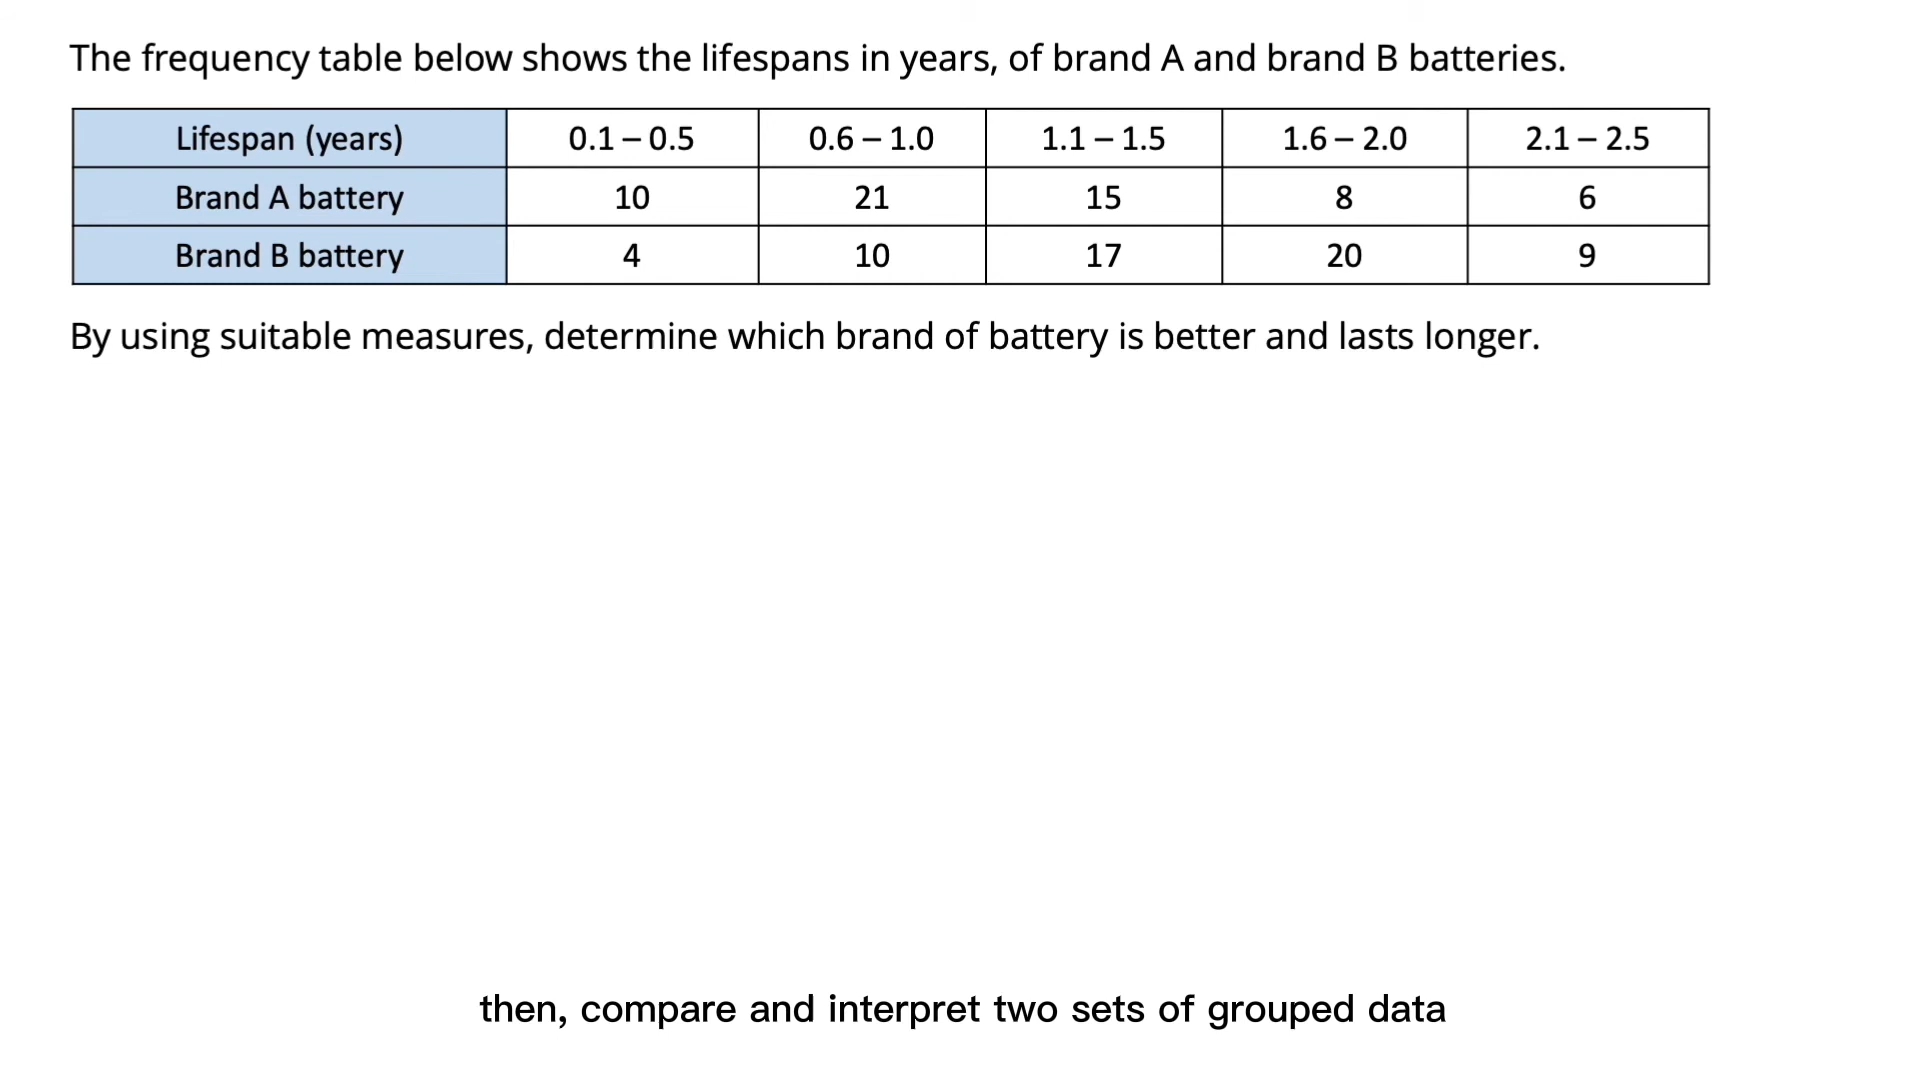 The frequency table below shows the lifespans in years, of brand A and brand B batteries.
Lifespan (years) 0.1 – 0.5 0.6 – 1.0 1.1 – 1.5 1.6 – 2.0 2.1 – 2.5
Brand A battery 10 21 15 8 6
Brand B battery 4 10 17 20 9
By using suitable measures, determine which brand of battery is better and lasts longer.
then, compare and interpret two sets of grouped data